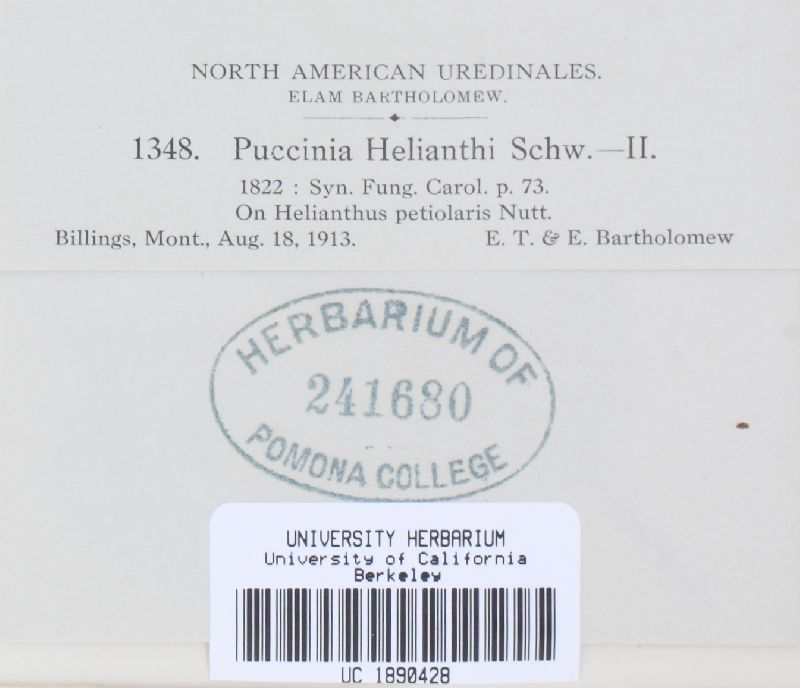 NORTH AMERICAN UREDINALES.
ELAM BARTHOLOMEW.
1348. Puccinia Helianthi Schw.—II.
1822 : Syn. Fung. Carol. p. 73.
On Helianthus petiolaris Nutt.
Billings, Mont., Aug. 18, 1913. E. T. & E. Bartholomew
HERBARIUM OF
241680
POMONA COLLEGE
UNIVERSITY HERBARIUM
University of California
Berkeley
UC 1890428